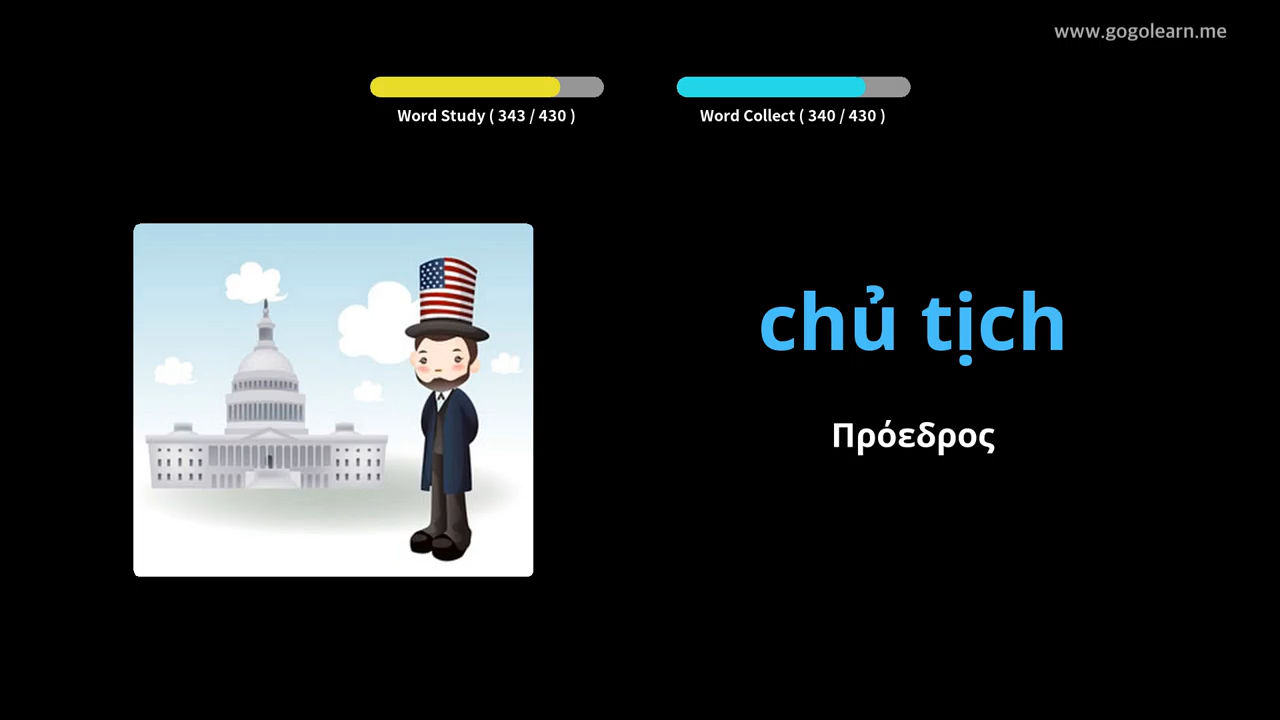 www.gogolearn.me
Word Study ( 343 / 430 )
Word Collect ( 340 / 430 )
chủ tịch
Πρόεδρος